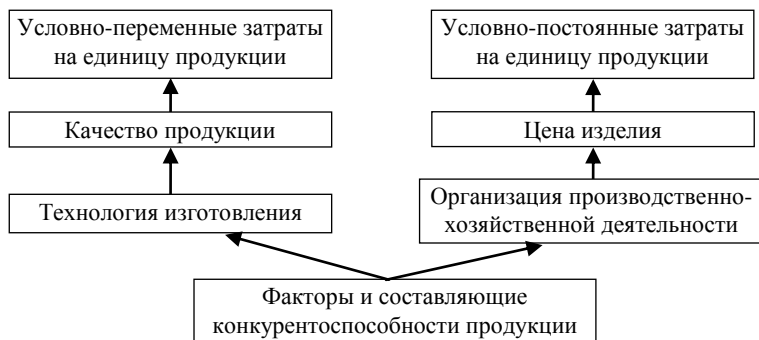 Условно-переменные затраты
на единицу продукции
Условно-постоянные затраты
на единицу продукции
Качество продукции
Цена изделия
Технология изготовления
Организация производственно-
хозяйственной деятельности
Факторы и составляющие
конкурентоспособности продукции